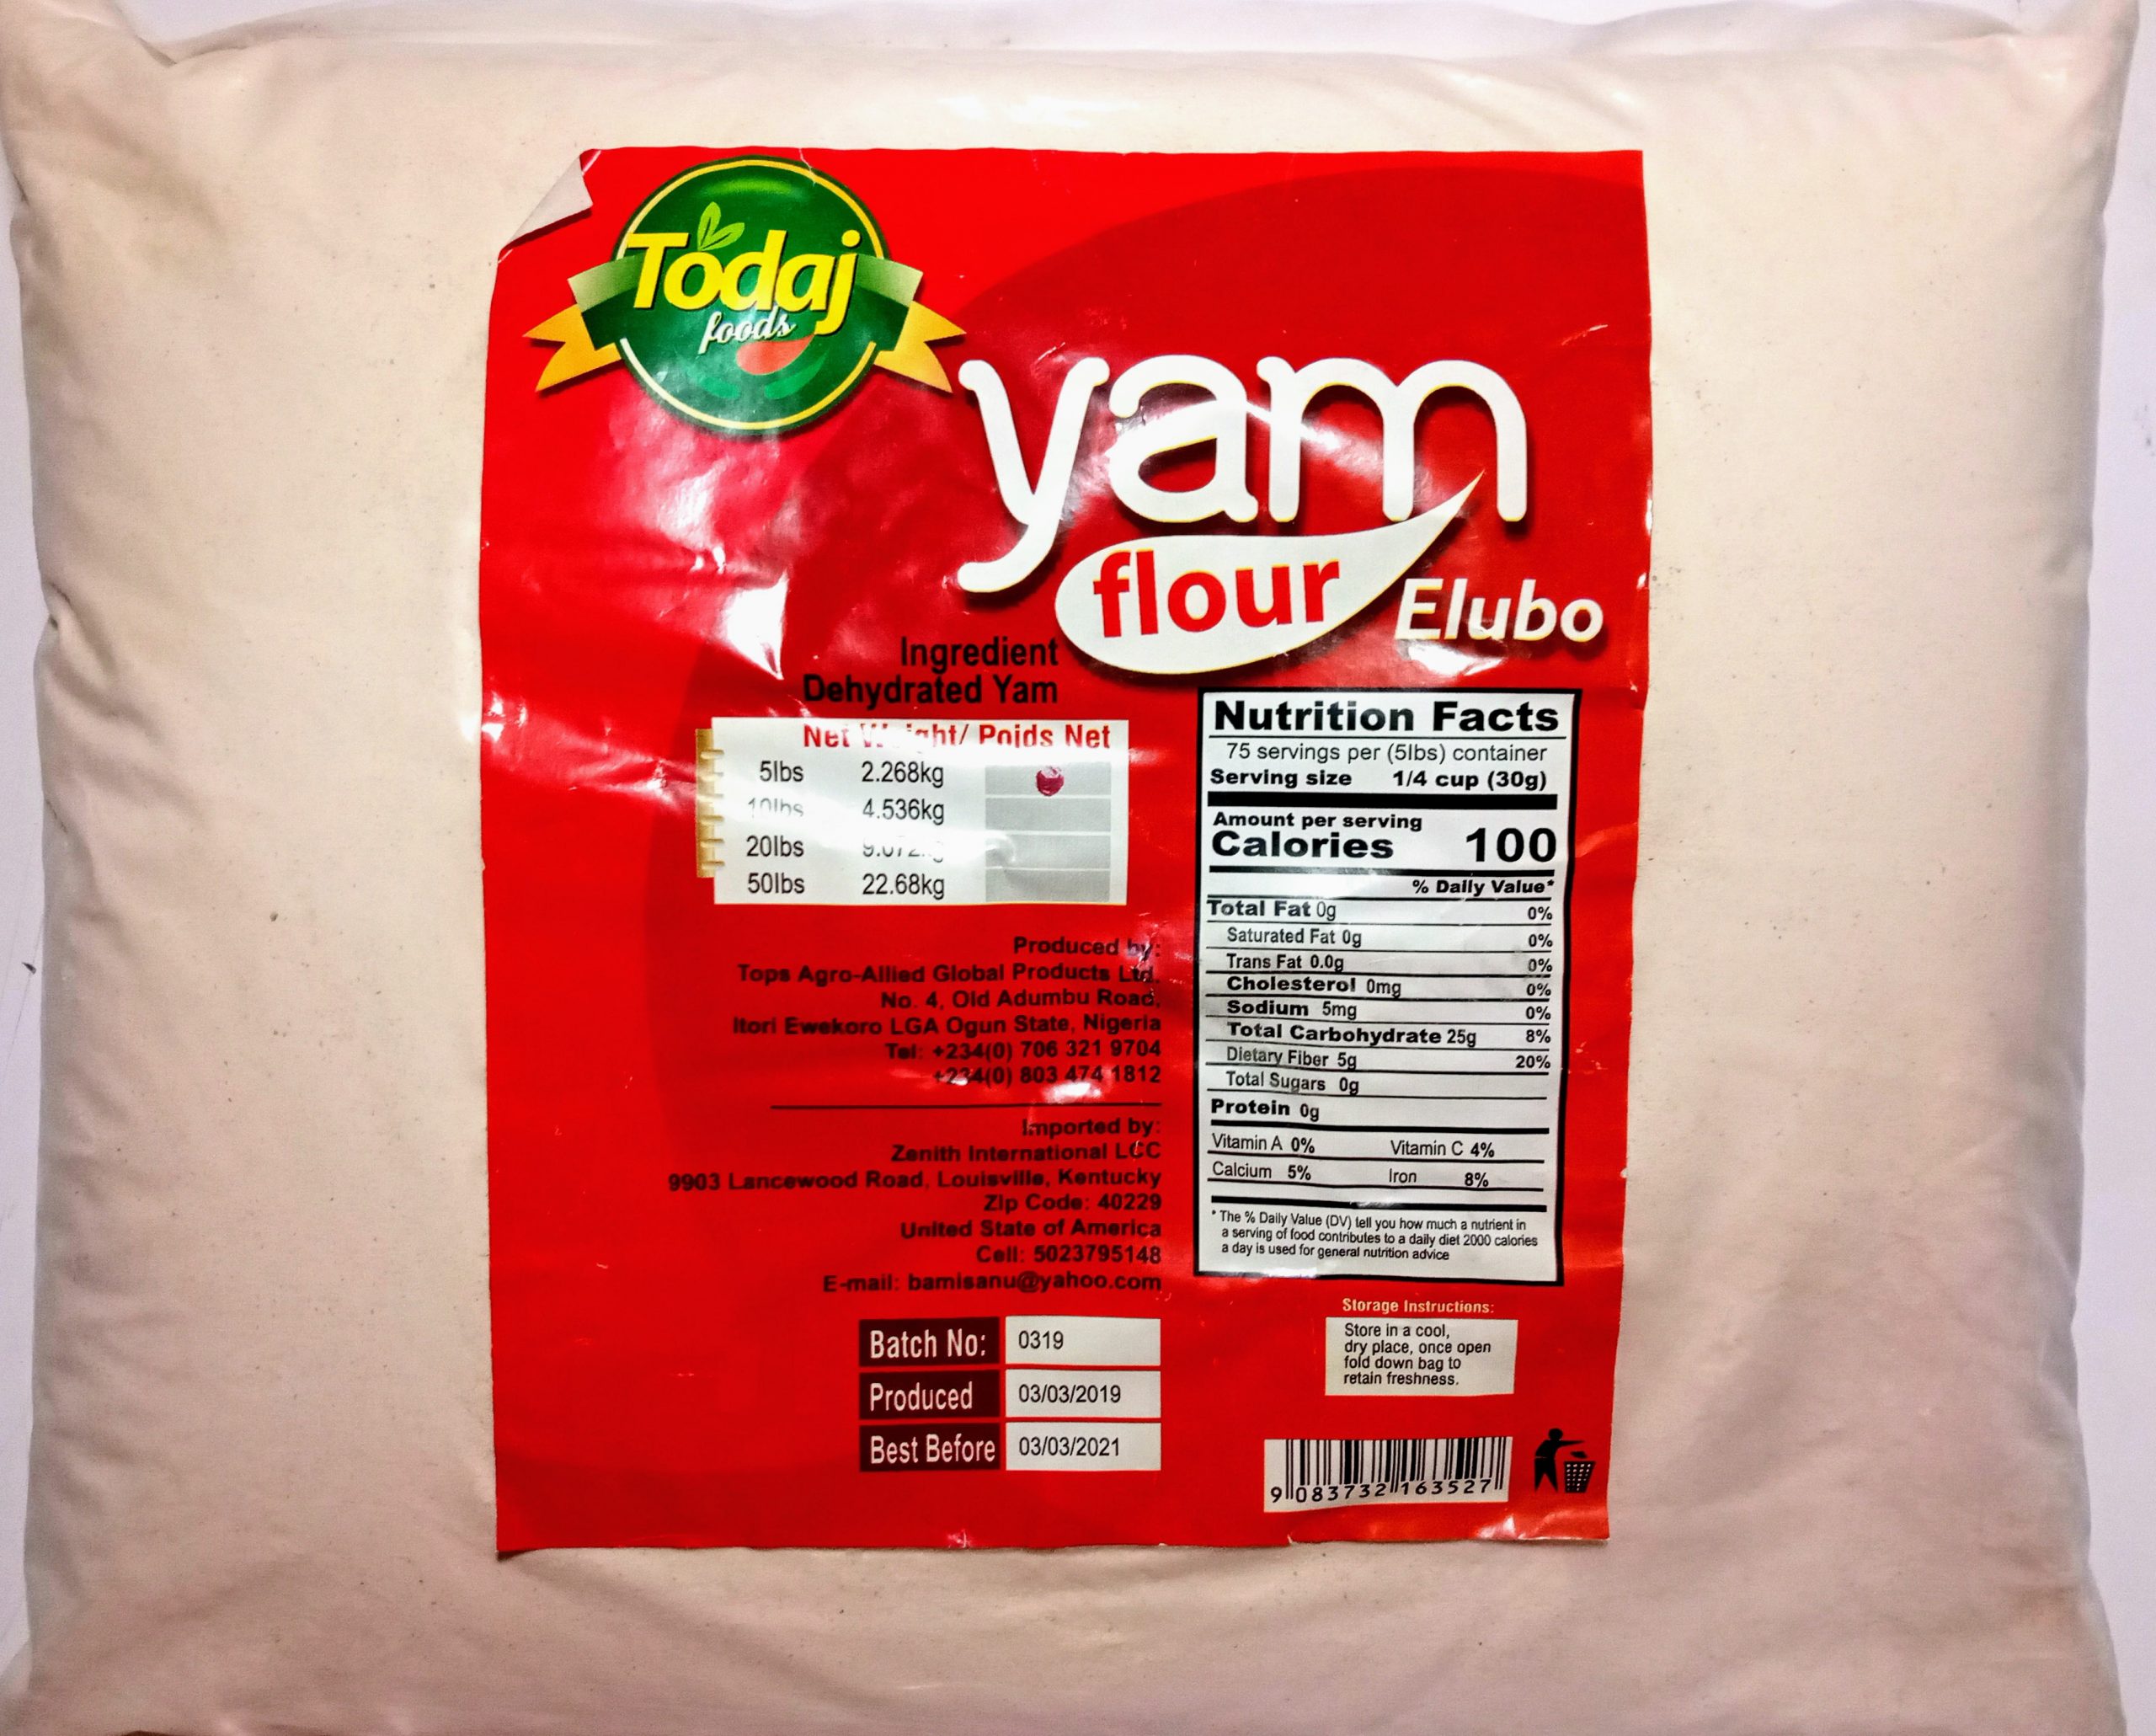 Todaj
foods
yam
flour
Elubo
Ingredient
Dehydrated Yam
Net / Poids Net
5lbs 2.268kg
10lbs 4.536kg
20lbs
50lbs 22.68kg
Produced by:
Tops Agro-Allied Global Products Ltd.
No. 4, Old Adumbu Road,
Itori Ewekoro LGA Ogun State, Nigeria
Tel: +234(0) 706 321 9704
+234(0) 803 474 1812
Imported by:
Zenith International LCC
9903 Lancewood Road, Louisville, Kentucky
Zip Code: 40229
United State of America
Cell: 5023795148
E-mail: bamisanu@yahoo.com
Batch No: 0319
Produced 03/03/2019
Best Before 03/03/2021
Nutrition Facts
75 servings per (5lbs) container
Serving size 1/4 cup (30g)
Amount per serving
Calories 100
% Daily Value*
Total Fat 0g 0%
Saturated Fat 0g 0%
Trans Fat 0.0g 0%
Cholesterol 0mg 0%
Sodium 5mg 0%
Total Carbohydrate 25g 8%
Dietary Fiber 5g 20%
Total Sugars 0g
Protein 0g
Vitamin A 0% Vitamin C 4%
Calcium 5% Iron 8%
* The % Daily Value (DV) tell you how much a nutrient in
a serving of food contributes to a daily diet 2000 calories
a day is used for general nutrition advice
Storage Instructions:
Store in a cool,
dry place, once open
fold down bag to
retain freshness.
9 083732 163527